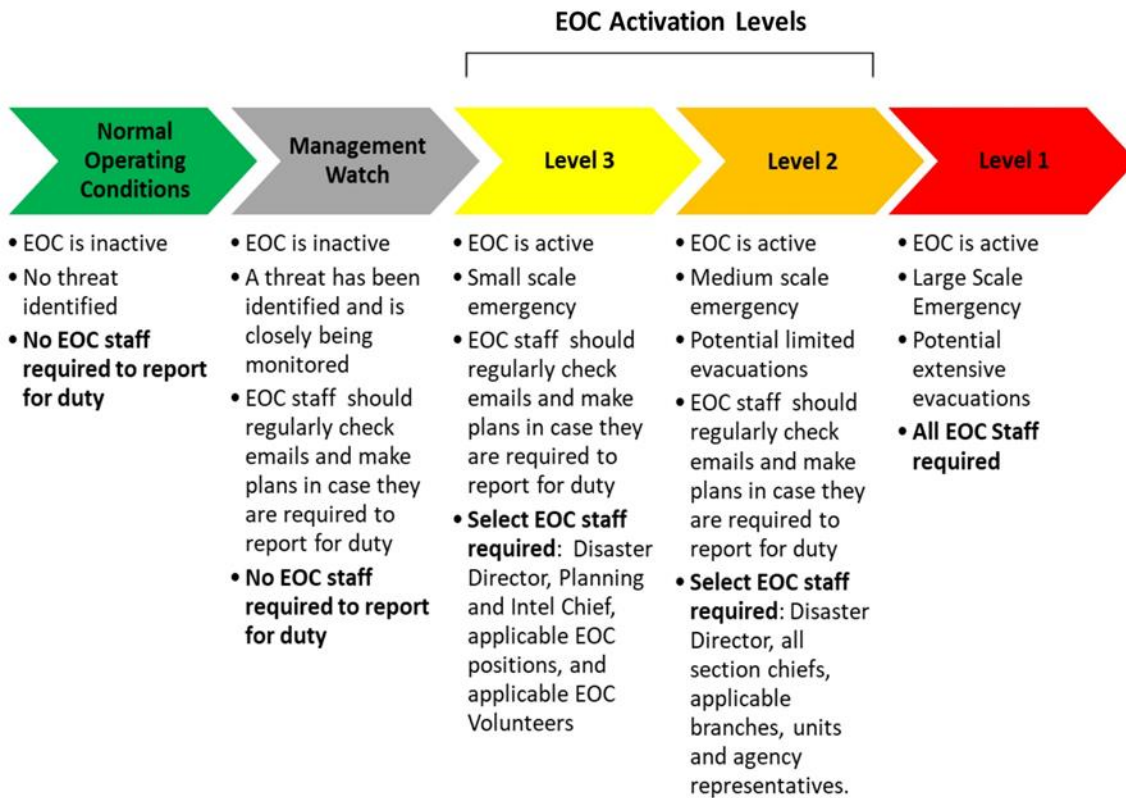 EOC Activation Levels
Normal
Operating
Conditions
Management
Watch
Level 3
Level 2
Level 1
• EOC is inactive
• No threat
identified
• No EOC staff
required to report
for duty
• EOC is inactive
• A threat has been
identified and is
closely being
monitored
• EOC staff should
regularly check
emails and make
plans in case they
are required to
report for duty
• No EOC staff
required to report
for duty
• EOC is active
• Small scale
emergency
• EOC staff should
regularly check
emails and make
plans in case they
are required to
report for duty
• Select EOC staff
required: Disaster
Director, Planning
and Intel Chief,
applicable EOC
positions, and
applicable EOC
Volunteers
• EOC is active
• Medium scale
emergency
• Potential limited
evacuations
• EOC staff should
regularly check
emails and make
plans in case they
are required to
report for duty
• Select EOC staff
required: Disaster
Director, all
section chiefs,
applicable
branches, units
and agency
representatives.
• EOC is active
• Large Scale
Emergency
• Potential
extensive
evacuations
• All EOC Staff
required